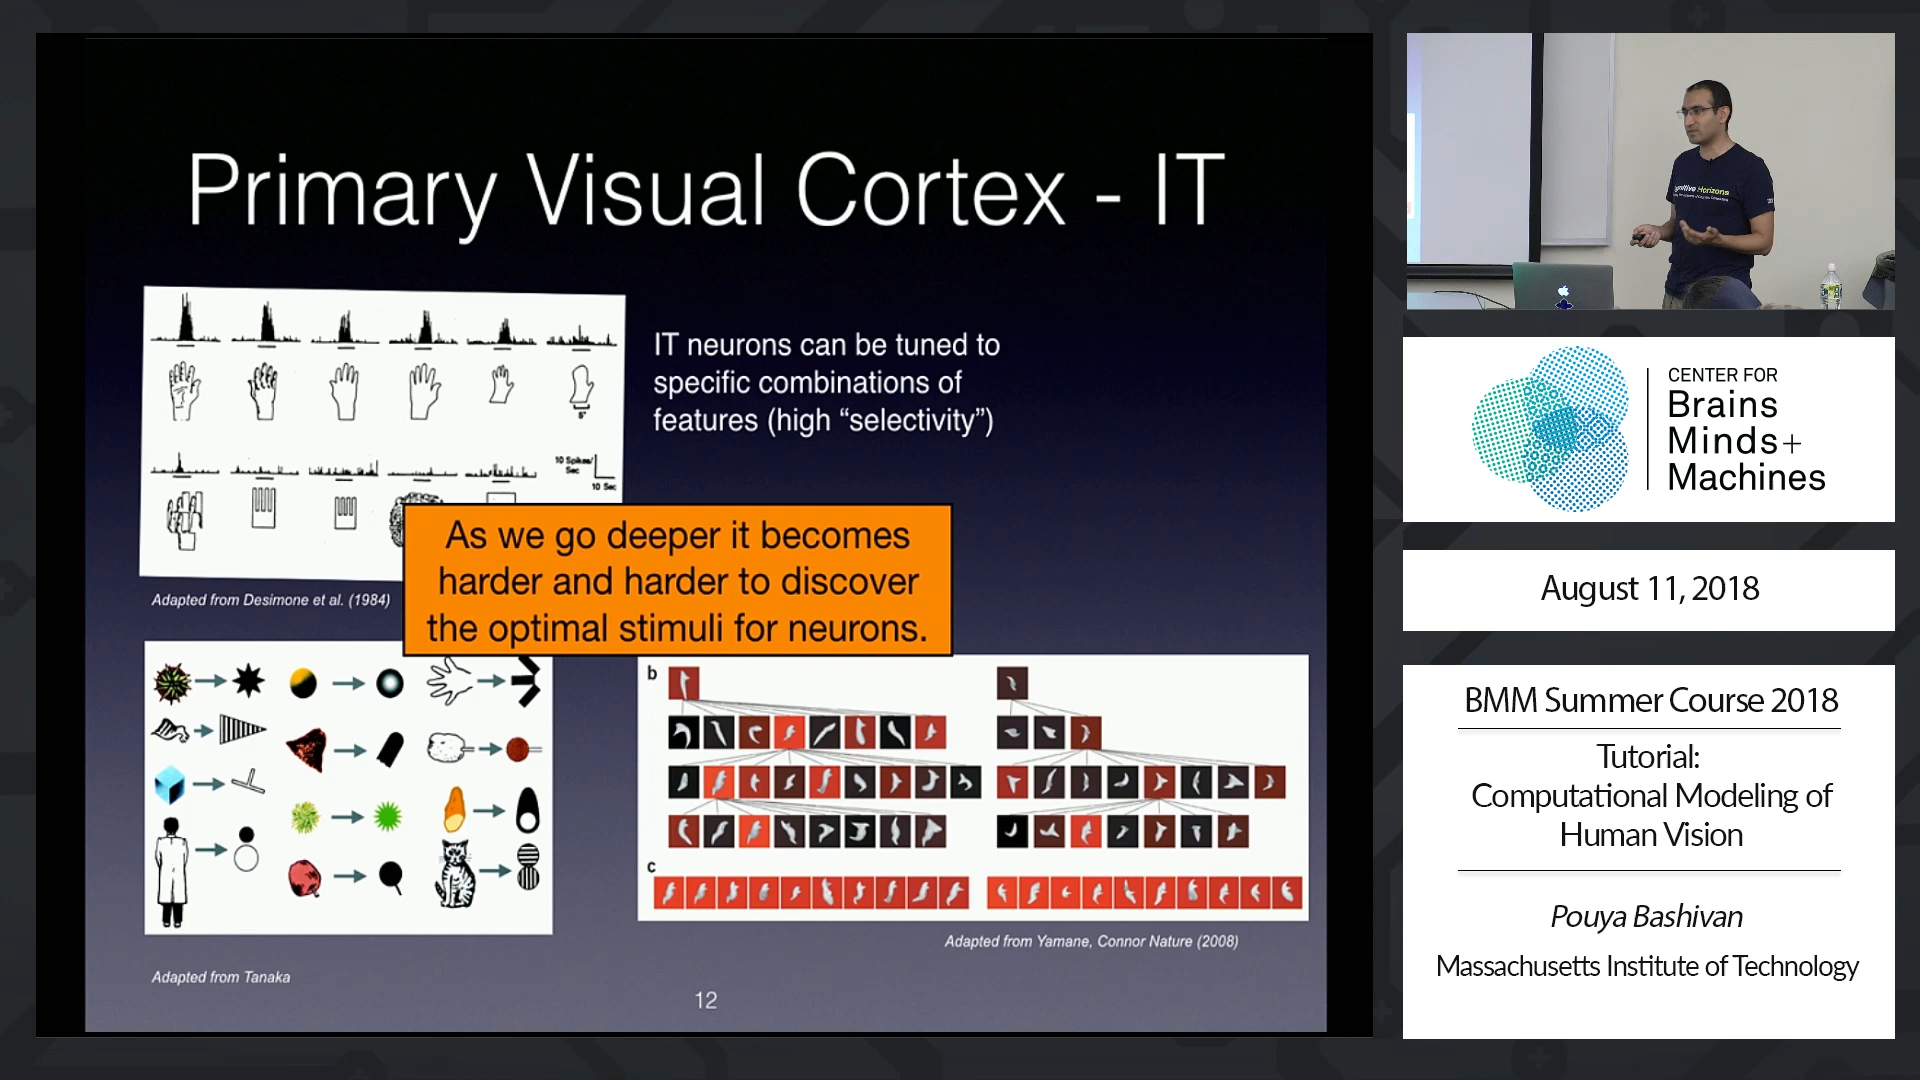 Primary Visual Cortex - IT
IT neurons can be tuned to
specific combinations of
features (high “selectivity”)
5°
10 Spikes/
Sec
10 Sec
As we go deeper it becomes
harder and harder to discover
the optimal stimuli for neurons.
Adapted from Desimone et al. (1984)
b
c
Adapted from Yamane, Connor Nature (2008)
Adapted from Tanaka
12
Horizons
CENTER FOR
Brains
Minds+
Machines
August 11, 2018
BMM Summer Course 2018
Tutorial:
Computational Modeling of
Human Vision
Pouya Bashivan
Massachusetts Institute of Technology